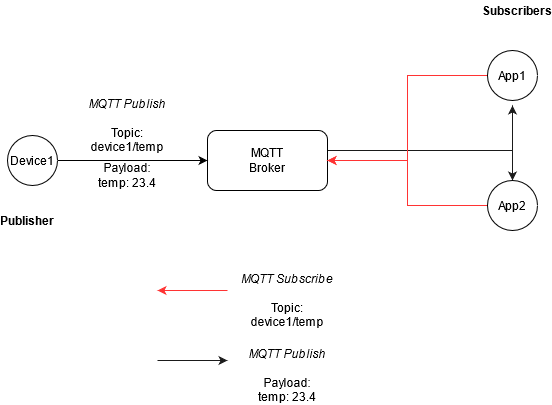 Subscribers
App1
MQTT Publish
Topic:
device1/temp
Payload:
temp: 23.4
Device1
MQTT
Broker
App2
Publisher
MQTT Subscribe
Topic:
device1/temp
MQTT Publish
Payload:
temp: 23.4